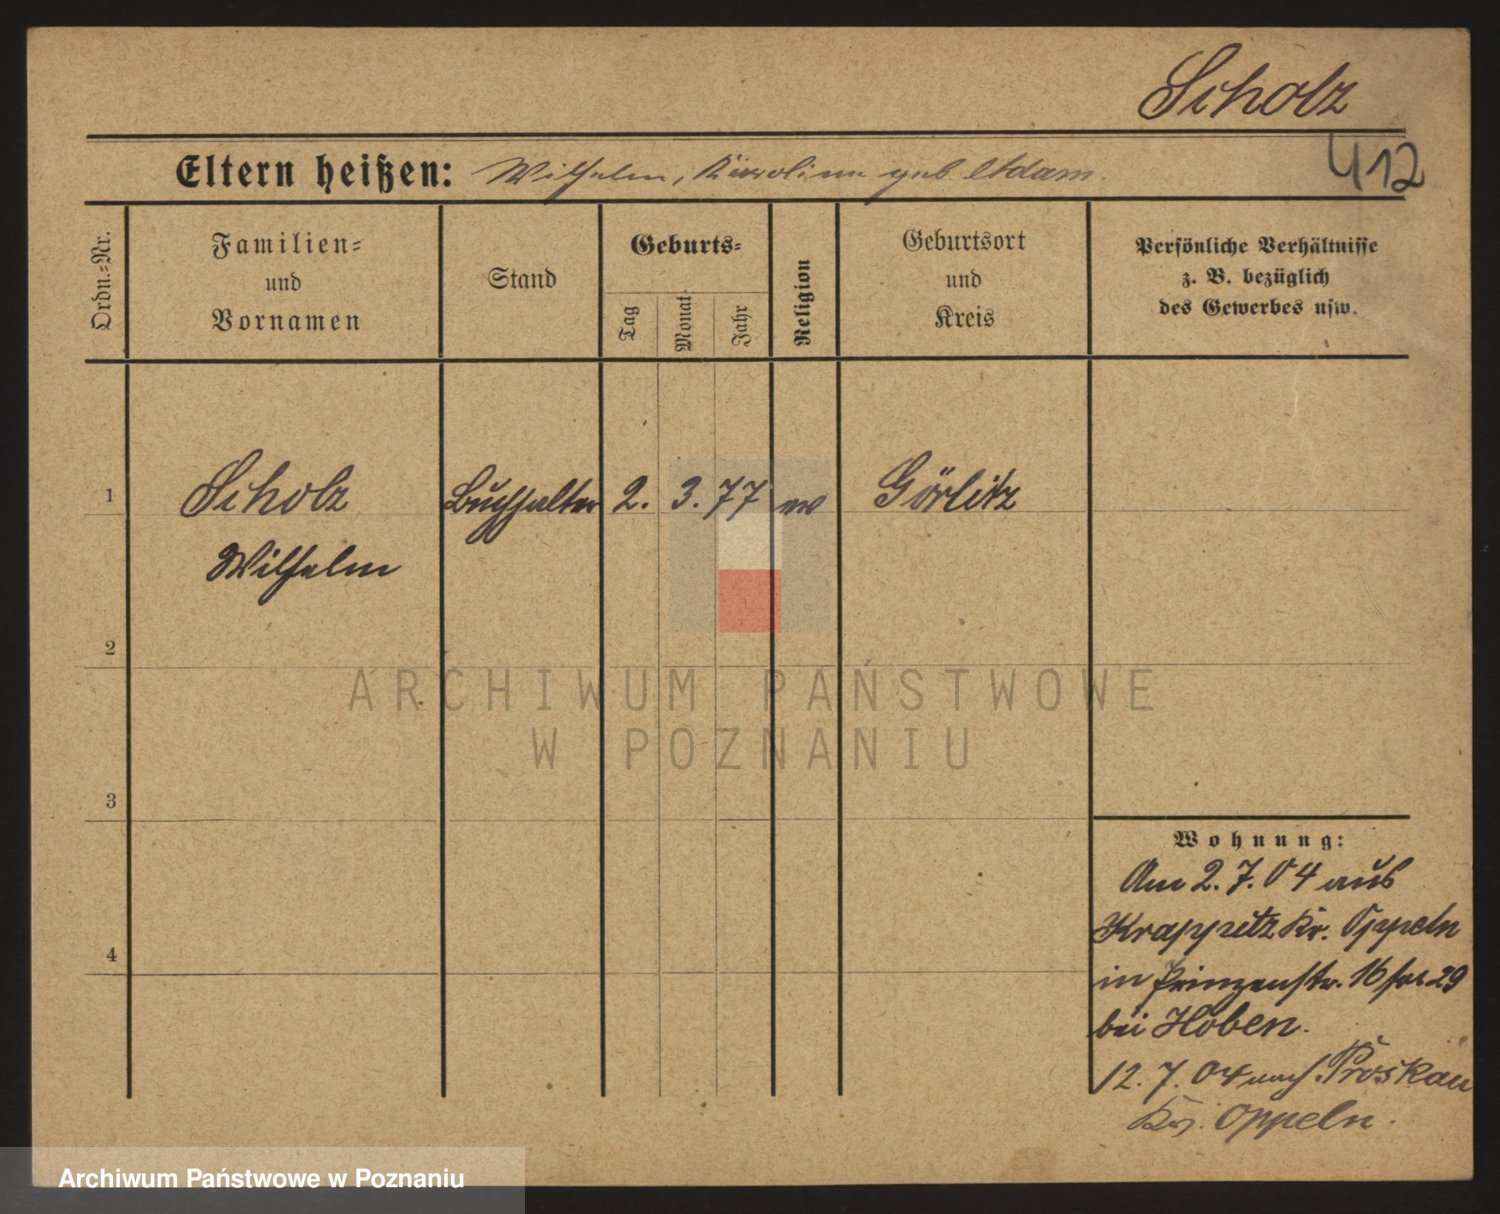 Scholz
412
Eltern heißen: Wilhelm, Karoline geb. Adam.
Ordn.=Nr.
Familien=
und
Vornamen
Stand
Geburts=
Tag
Monat
Jahr
Religion
Geburtsort
und
Kreis
Persönliche Verhältnisse
z. B. bezüglich
des Gewerbes usw.
1 Scholz Buchhalter 2. 3. 77 ev Görlitz
Wilhelm
2
ARCHIWUM PAŃSTWOWE
W POZNANIU
3
Wohnung:
Am 2.7.04 aus
Krappitz Kr. Oppeln
4
in Prinzenstr. 16 29
bei Hoben.
12.7.04 nach Proskau
Kr. Oppeln.
Archiwum Państwowe w Poznaniu